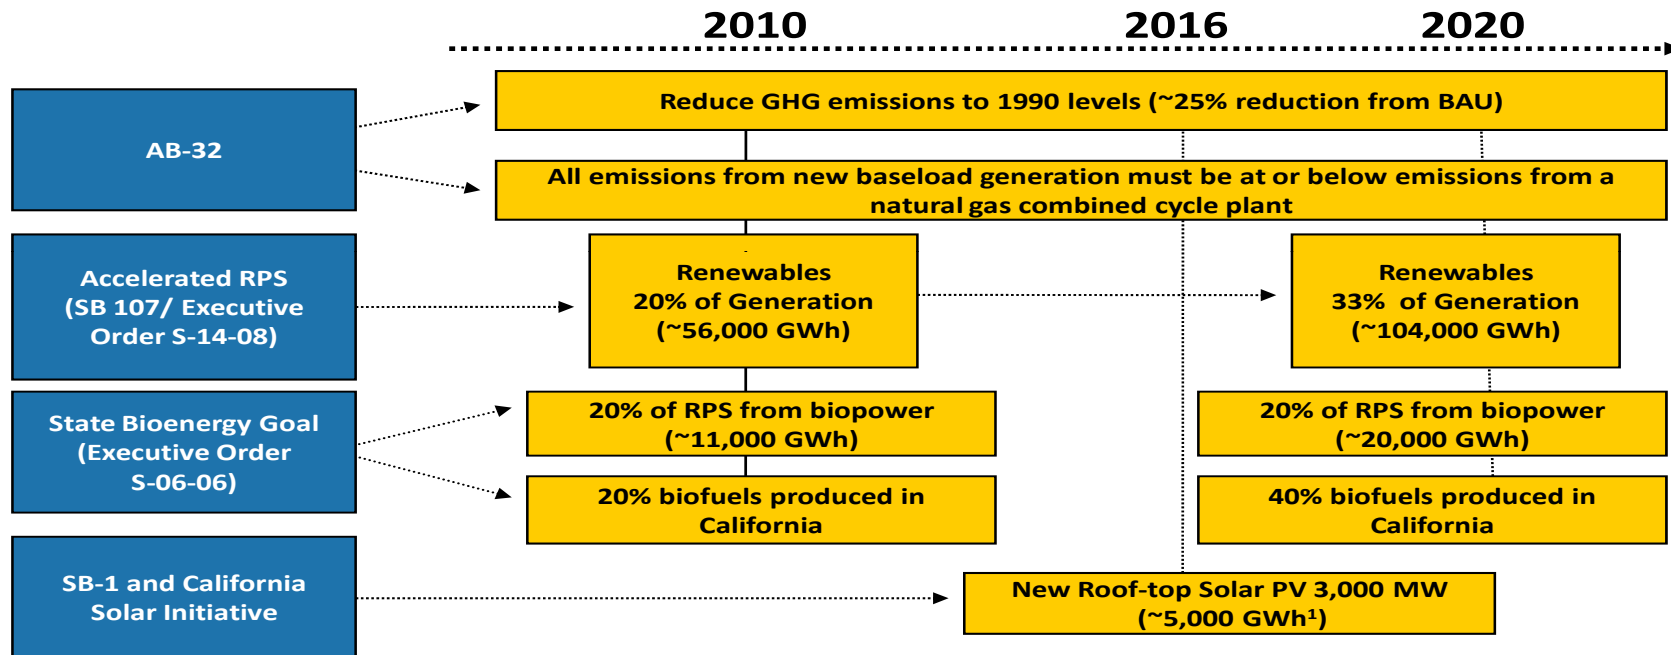 2010
2016
2020
AB-32
Reduce GHG emissions to 1990 levels (~25% reduction from BAU)
All emissions from new baseload generation must be at or below emissions from a
natural gas combined cycle plant
Accelerated RPS
(SB 107/ Executive
Order S-14-08)
Renewables
20% of Generation
(~56,000 GWh)
Renewables
33% of Generation
(~104,000 GWh)
State Bioenergy Goal
(Executive Order
S-06-06)
20% of RPS from biopower
(~11,000 GWh)
20% of RPS from biopower
(~20,000 GWh)
20% biofuels produced in
California
40% biofuels produced in
California
SB-1 and California
Solar Initiative
New Roof-top Solar PV 3,000 MW
(~5,000 GWh¹)